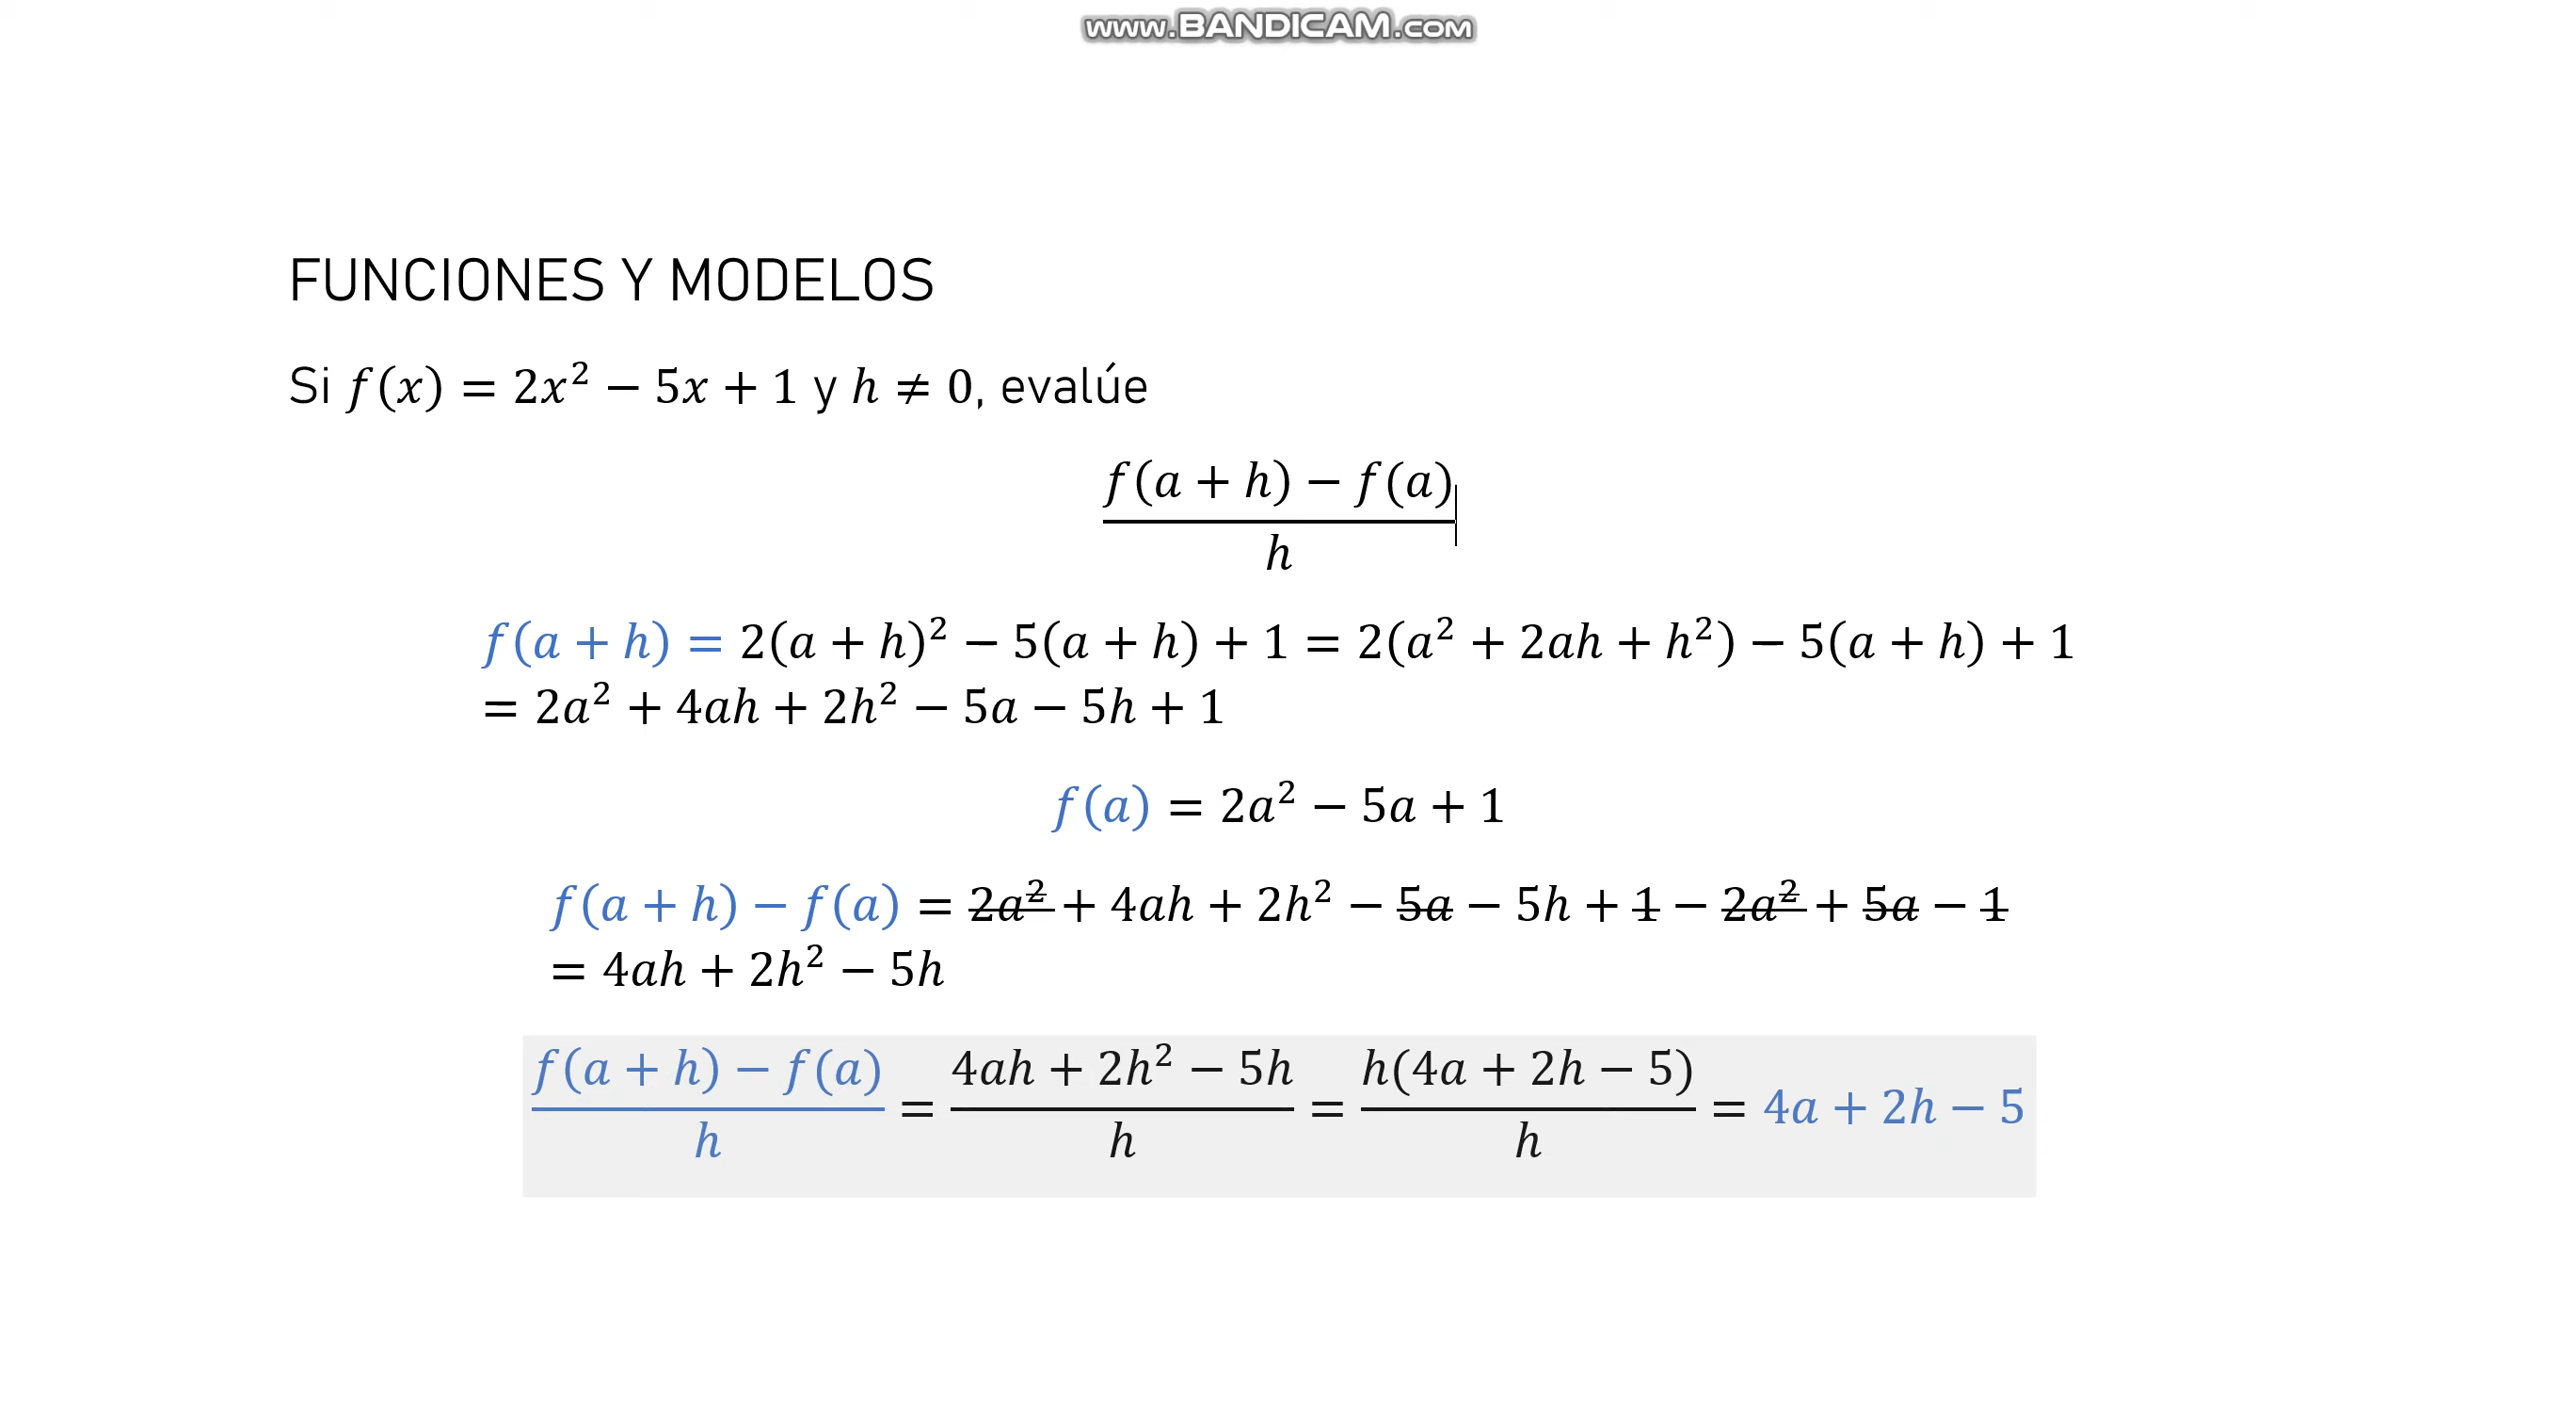 www.BANDICAM.com
FUNCIONES Y MODELOS
Si f(x) = 2x² − 5x + 1 y h ≠ 0, evalúe
f(a + h) − f(a)
h
f(a + h) = 2(a + h)² − 5(a + h) + 1 = 2(a² + 2ah + h²) − 5(a + h) + 1
= 2a² + 4ah + 2h² − 5a − 5h + 1
f(a) = 2a² − 5a + 1
f(a + h) − f(a) = 2a² + 4ah + 2h² − 5a − 5h + 1 − 2a² + 5a − 1
= 4ah + 2h² − 5h
f(a + h) − f(a) / h = 4ah + 2h² − 5h / h = h(4a + 2h − 5) / h = 4a + 2h − 5